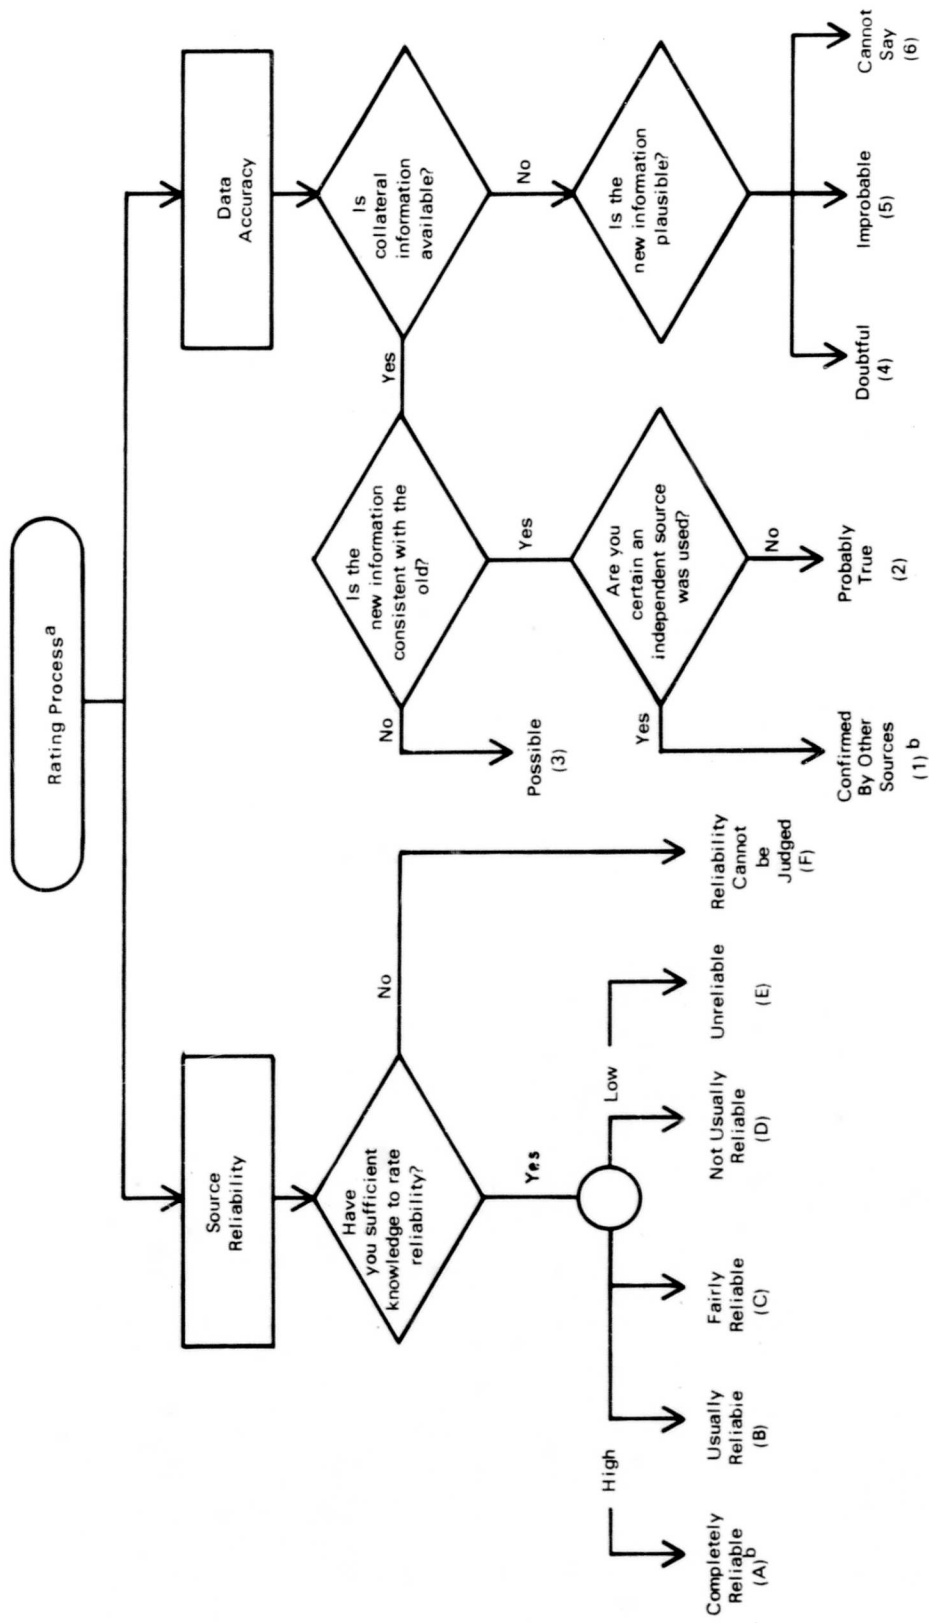 Rating Processᵃ
Source
Reliability
Have
you sufficient
knowledge to rate
reliability?
No
Yes
High
Low
Completely
Reliable
(A)ᵇ
Usually
Reliable
(B)
Fairly
Reliable
(C)
Not Usually
Reliable
(D)
Unreliable
(E)
Reliability
Cannot
be
Judged
(F)
Data
Accuracy
Is
collateral
information
available?
Yes
No
Is the
new information
consistent with the
old?
No
Yes
Possible
(3)
Are you
certain an
independent source
was used?
Yes
No
Confirmed
By Other
Sources
(1)ᵇ
Probably
True
(2)
Is the
new information
plausible?
Doubtful
(4)
Improbable
(5)
Cannot
Say
(6)